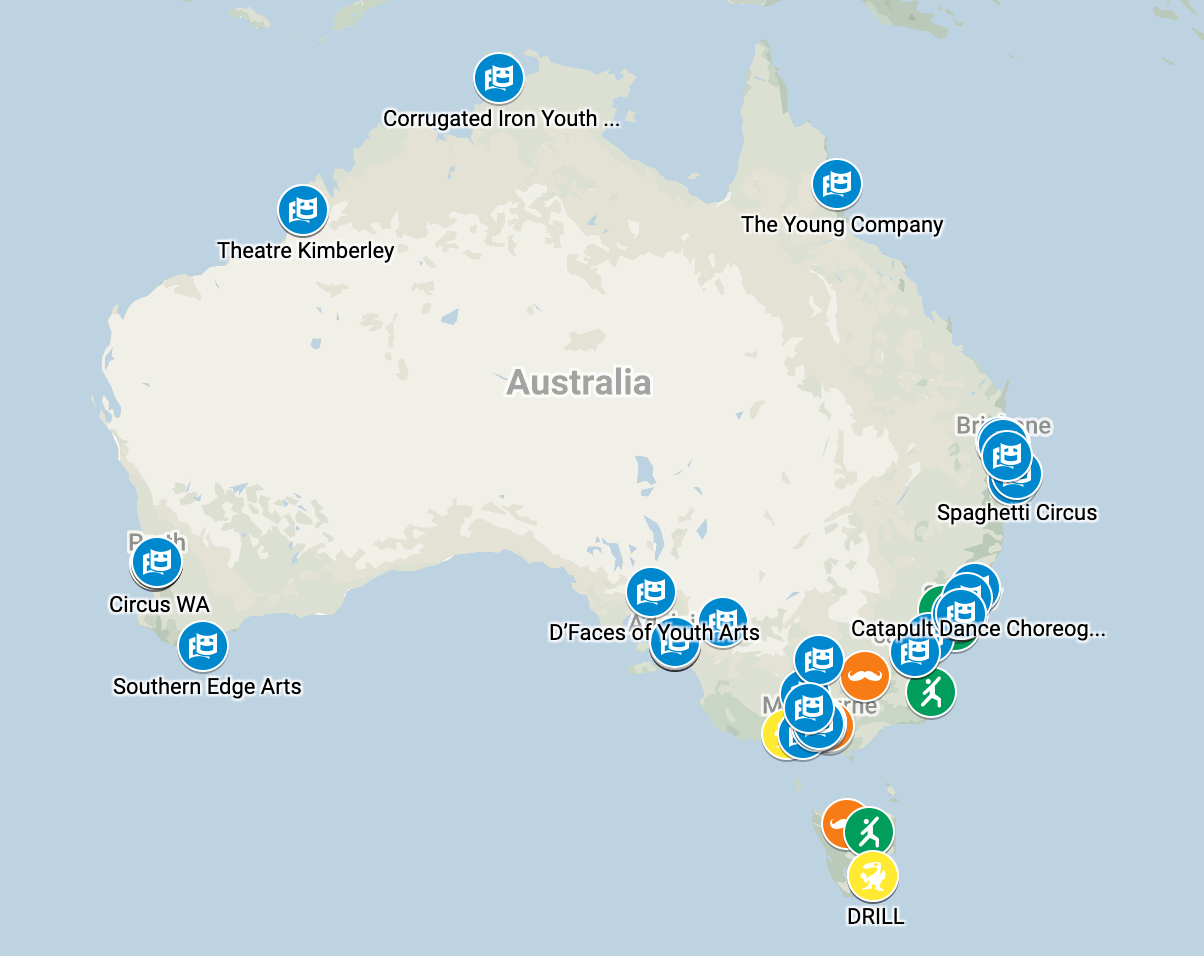 Corrugated Iron Youth ...
The Young Company
Theatre Kimberley
Australia
Spaghetti Circus
Circus WA
D’Faces of Youth Arts
Catapult Dance Choreog...
Southern Edge Arts
DRILL